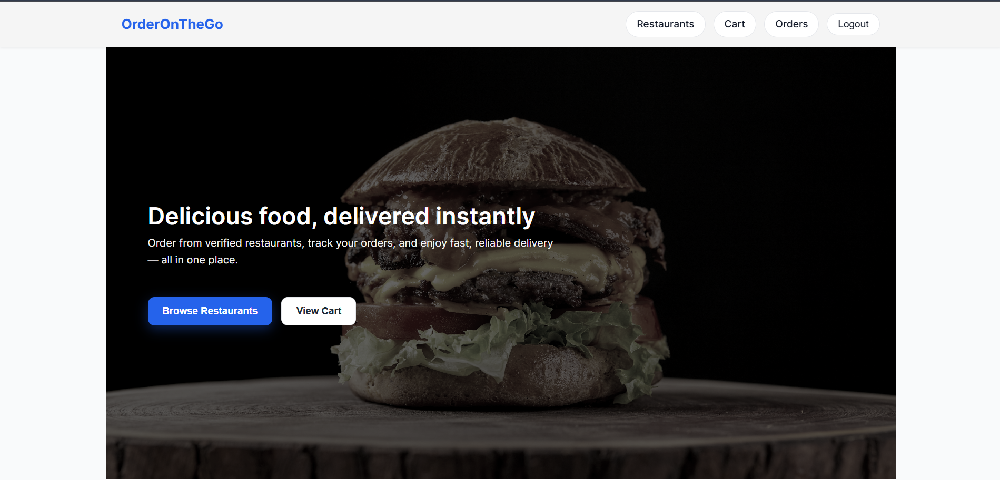 OrderOnTheGo
Restaurants
Cart
Orders
Logout
Delicious food, delivered instantly
Order from verified restaurants, track your orders, and enjoy fast, reliable delivery
— all in one place.
Browse Restaurants
View Cart